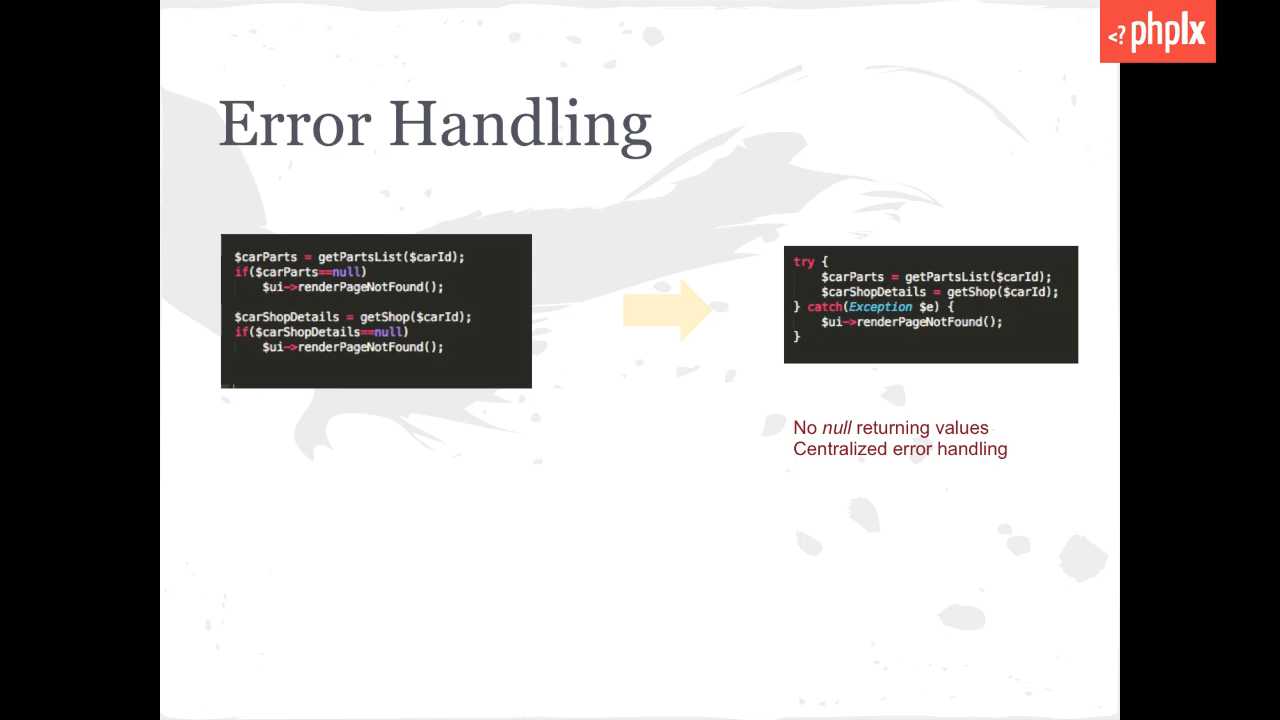 <? phplx
Error Handling
$carParts = getPartsList($carId);
if($carParts==null)
    $ui->renderPageNotFound();
$carShopDetails = getShop($carId);
if($carShopDetails==null)
    $ui->renderPageNotFound();
try {
    $carParts = getPartsList($carId);
    $carShopDetails = getShop($carId);
} catch(Exception $e) {
    $ui->renderPageNotFound();
}
No null returning values
Centralized error handling